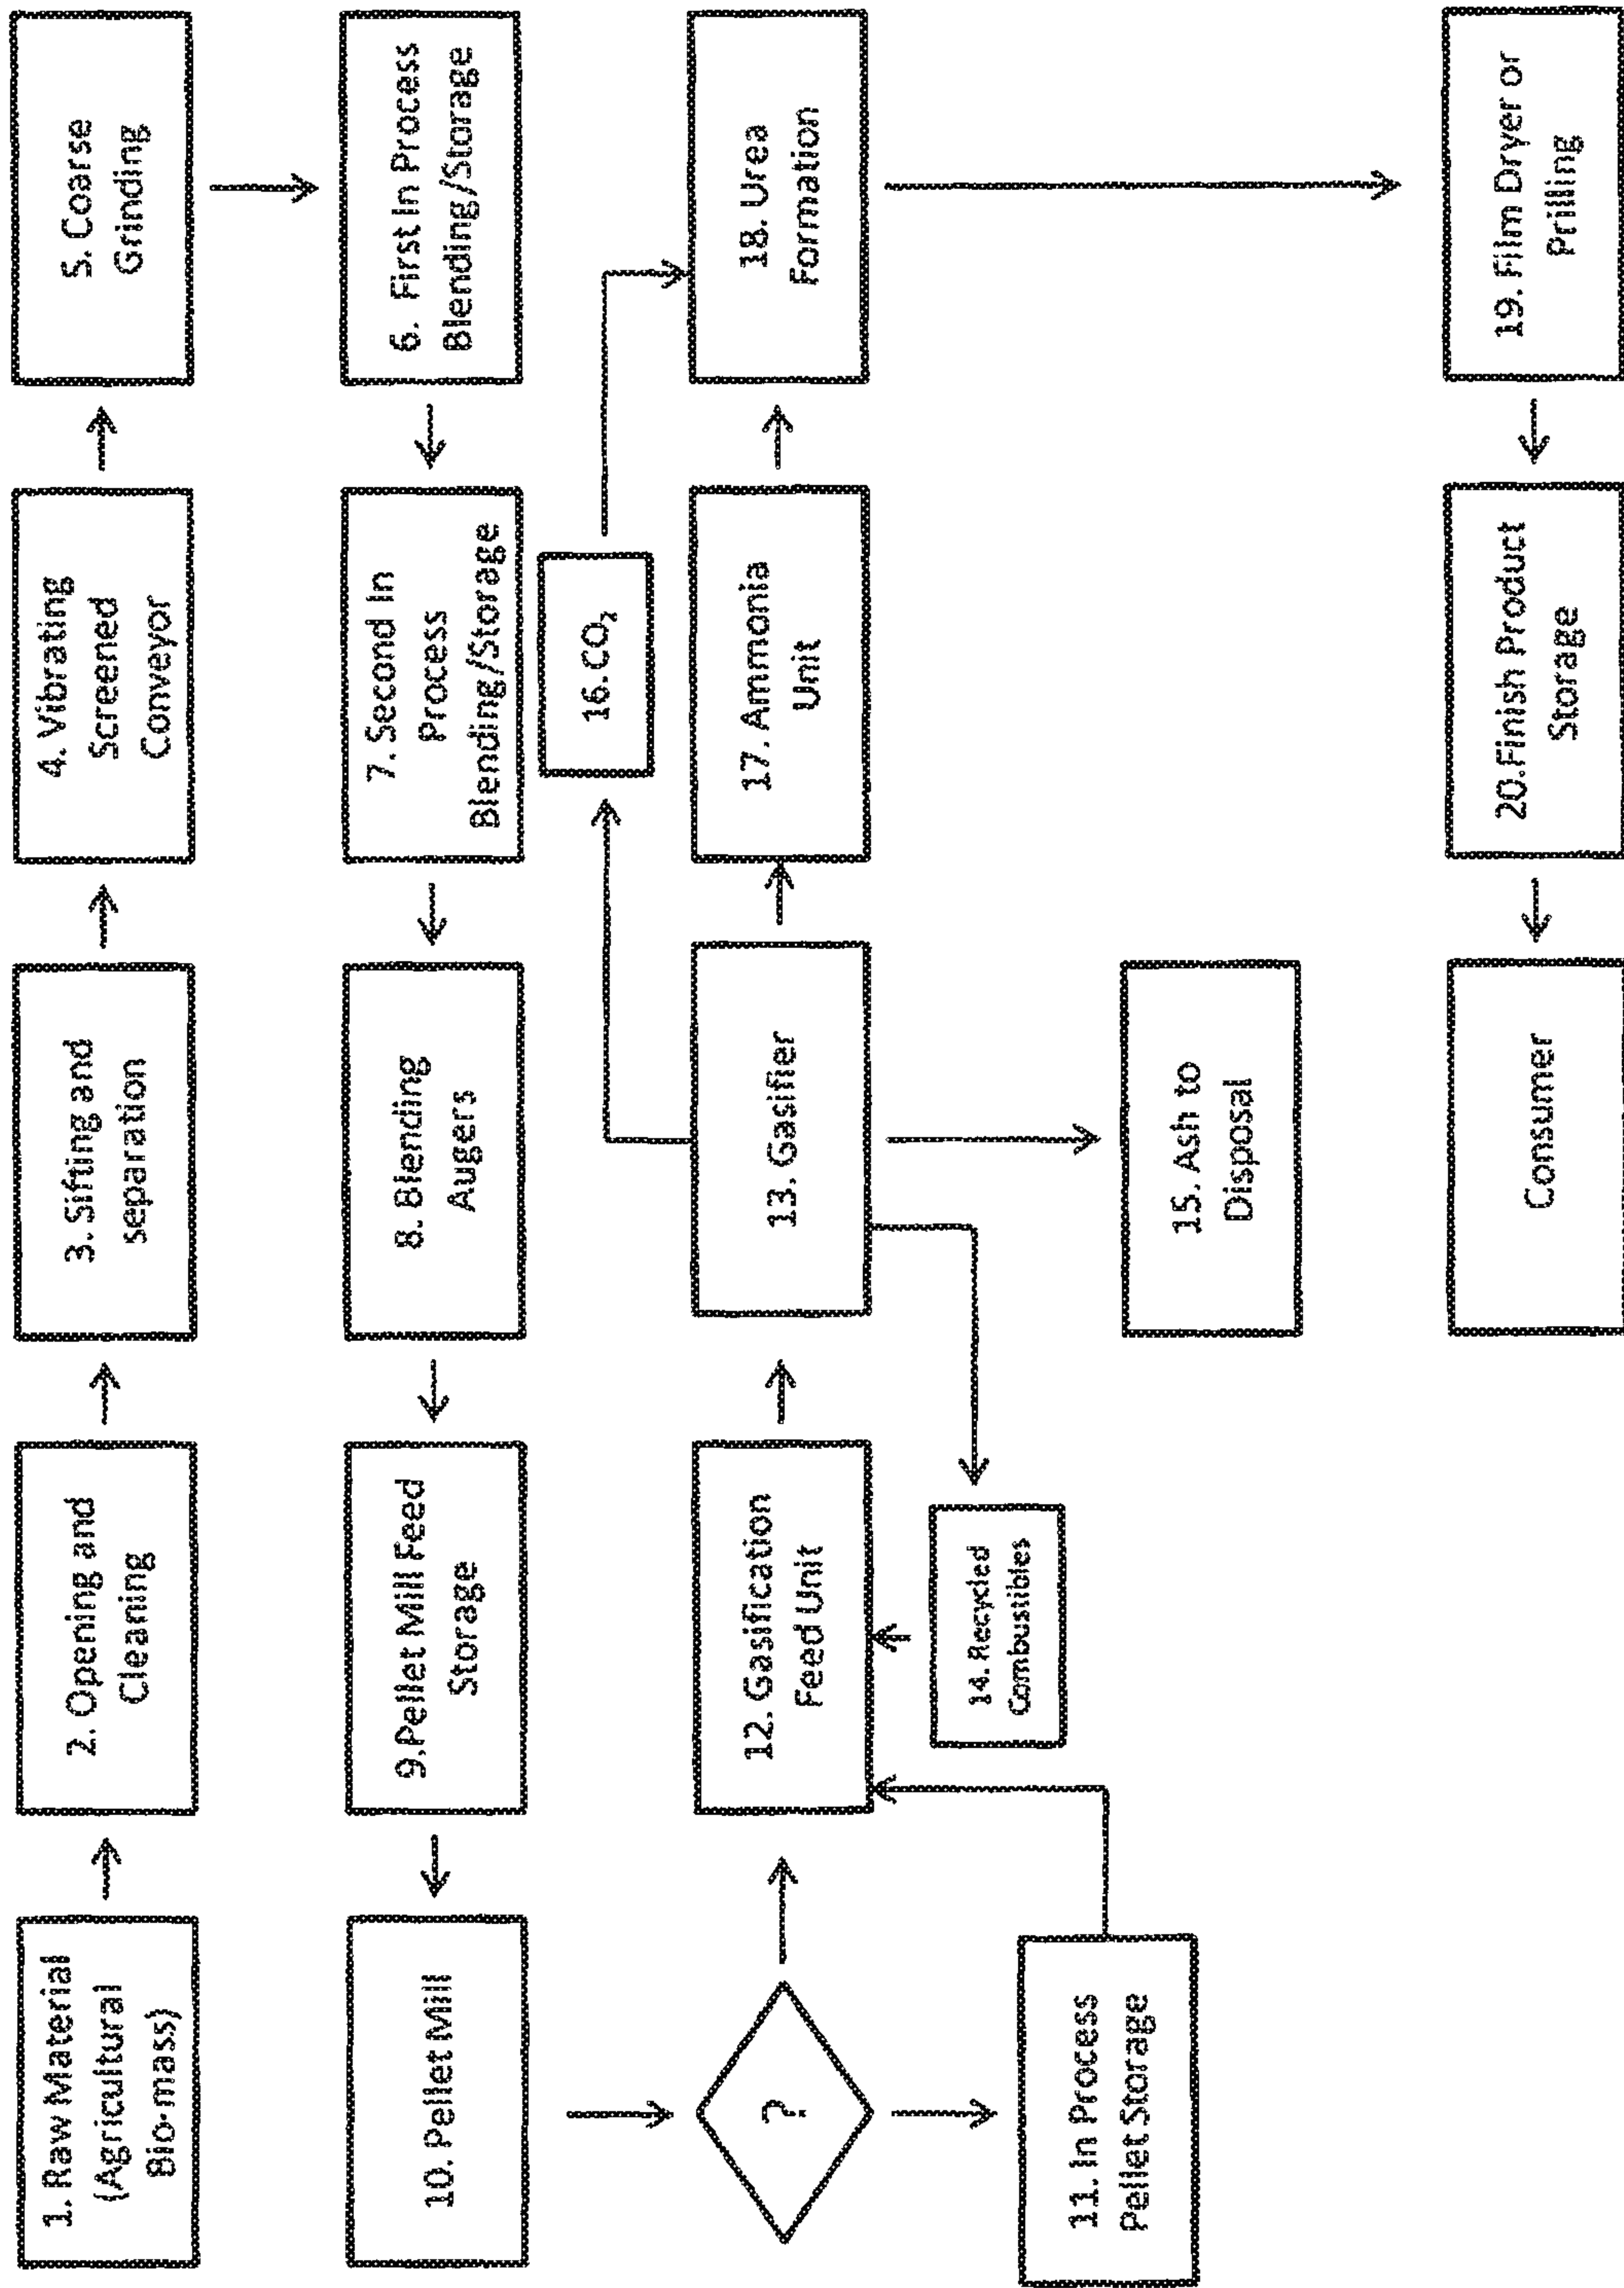 1. Raw Material
(Agricultural
Bio-mass)
2. Opening and
Cleaning
3. Sifting and
separation
4. Vibrating
Screened
Conveyor
5. Coarse
Grinding
6. First In Process
Blending/Storage
7. Second In
Process
Blending/Storage
8. Blending
Augers
9.Pellet Mill Feed
Storage
10. Pellet Mill
?
11. In Process
Pellet Storage
12. Gasification
Feed Unit
13. Gasifier
14. Recycled
Combustibles
15. Ash to
Disposal
16. CO₂
17. Ammonia
Unit
18. Urea
Formation
19. Film Dryer or
Prilling
20.Finish Product
Storage
Consumer